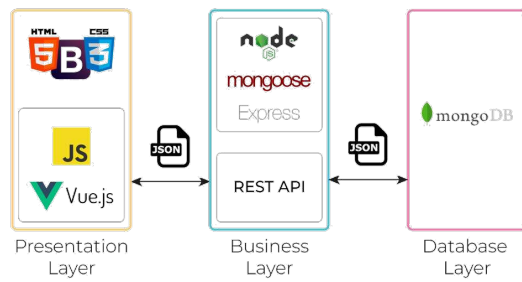 HTML
CSS
5
B
3
JS
Vue.js
Presentation
Layer
JSON
node
JS
mongoose
Express
REST API
Business
Layer
JSON
mongoDB
Database
Layer